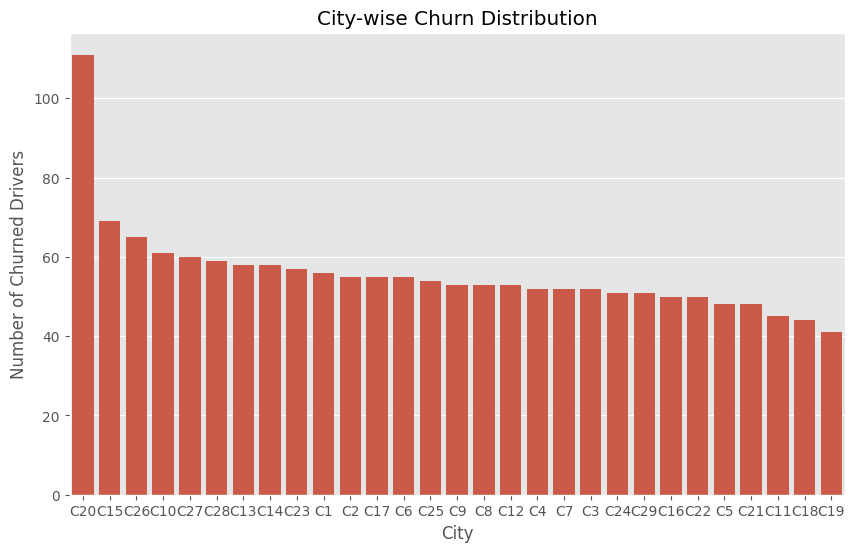 City-wise Churn Distribution
Number of Churned Drivers
100
80
60
40
20
0
C20 C15 C26 C10 C27 C28 C13 C14 C23 C1 C2 C17 C6 C25 C9 C8 C12 C4 C7 C3 C24 C29 C16 C22 C5 C21 C11 C18 C19
City